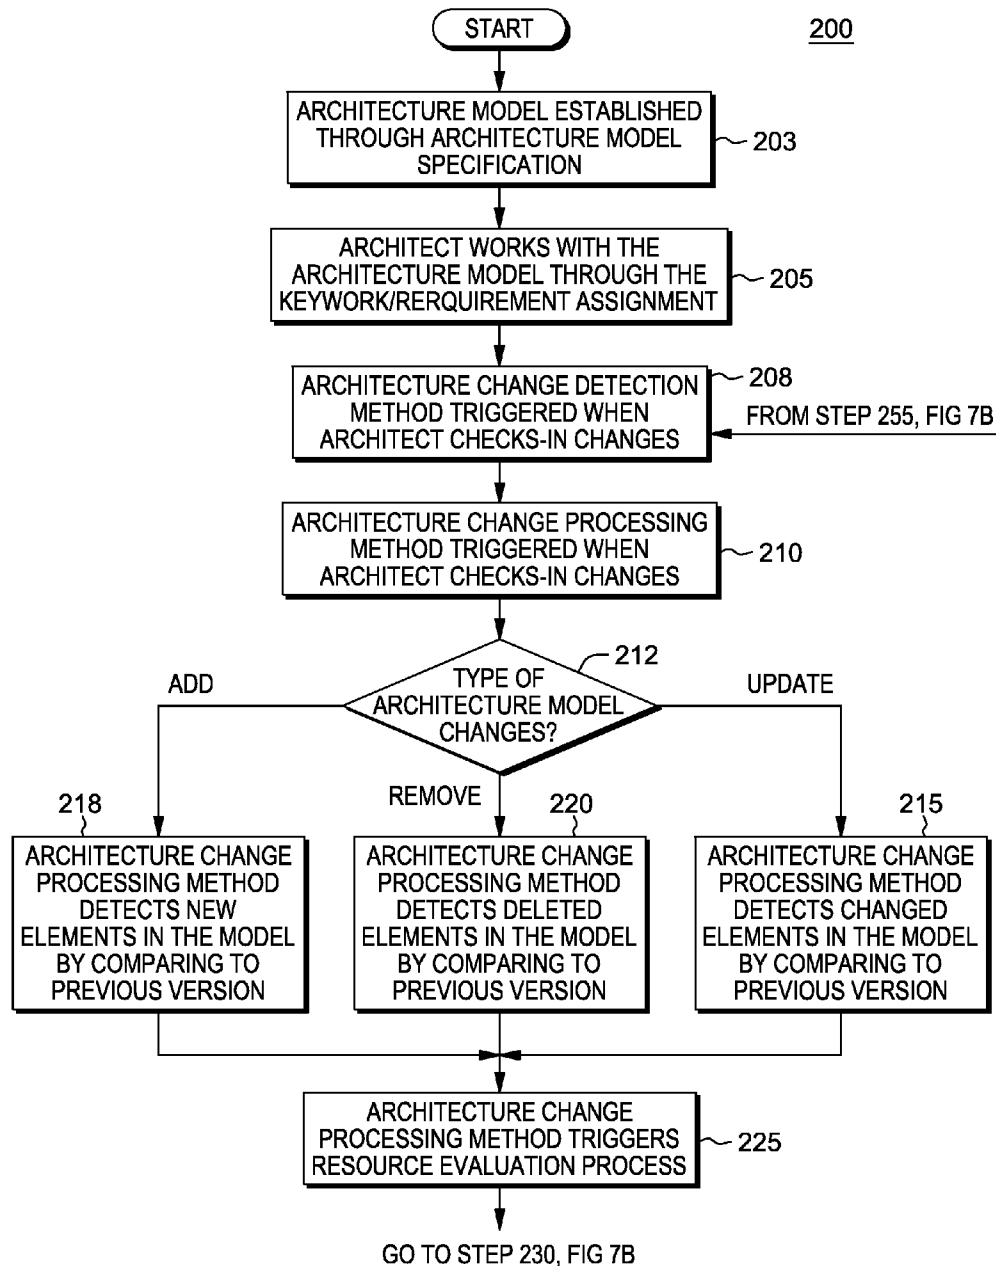 START
200
ARCHITECTURE MODEL ESTABLISHED
THROUGH ARCHITECTURE MODEL
SPECIFICATION
203
ARCHITECT WORKS WITH THE
ARCHITECTURE MODEL THROUGH THE
KEYWORK/RERQUIREMENT ASSIGNMENT
205
ARCHITECTURE CHANGE DETECTION
METHOD TRIGGERED WHEN
ARCHITECT CHECKS-IN CHANGES
208
FROM STEP 255, FIG 7B
ARCHITECTURE CHANGE PROCESSING
METHOD TRIGGERED WHEN
ARCHITECT CHECKS-IN CHANGES
210
TYPE OF
ARCHITECTURE MODEL
CHANGES?
212
ADD
REMOVE
UPDATE
218
ARCHITECTURE CHANGE
PROCESSING METHOD
DETECTS NEW
ELEMENTS IN THE MODEL
BY COMPARING TO
PREVIOUS VERSION
220
ARCHITECTURE CHANGE
PROCESSING METHOD
DETECTS DELETED
ELEMENTS IN THE MODEL
BY COMPARING TO
PREVIOUS VERSION
215
ARCHITECTURE CHANGE
PROCESSING METHOD
DETECTS CHANGED
ELEMENTS IN THE MODEL
BY COMPARING TO
PREVIOUS VERSION
ARCHITECTURE CHANGE
PROCESSING METHOD TRIGGERS
RESOURCE EVALUATION PROCESS
225
GO TO STEP 230, FIG 7B